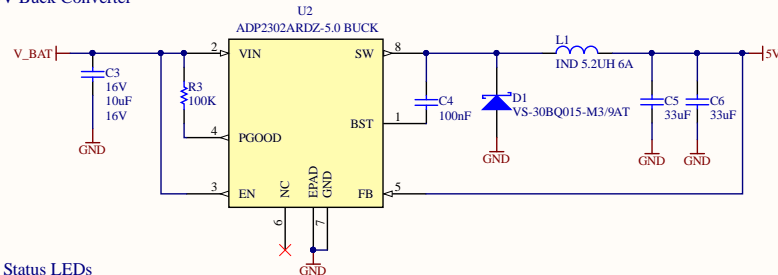 V Buck Converter
U2
ADP2302ARDZ-5.0 BUCK
V_BAT
2
VIN
SW
8
L1
IND 5.2UH 6A
5V
C3
16V
10uF
16V
R3
100K
C4
100nF
D1
VS-30BQ015-M3/9AT
C5
33uF
C6
33uF
1
BST
4
PGOOD
GND
GND
GND
GND
3
EN
NC
EPAD
GND
FB
5
6
7
GND
Status LEDs